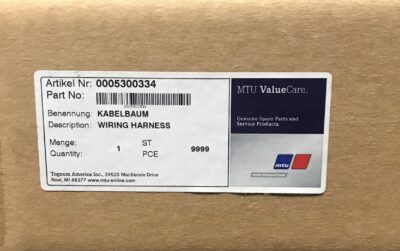 Artikel Nr: 0005300334
Part No:
0005300334
Benennung: KABELBAUM
Description: WIRING HARNESS
Menge: 1 ST 9999
Quantity: PCE
Tognum America Inc., 39525 MacKenzie Drive
Novi, MI 48377 www.mtu-online.com
MTU ValueCare.
Genuine Spare Parts and
Service Products.
mtu